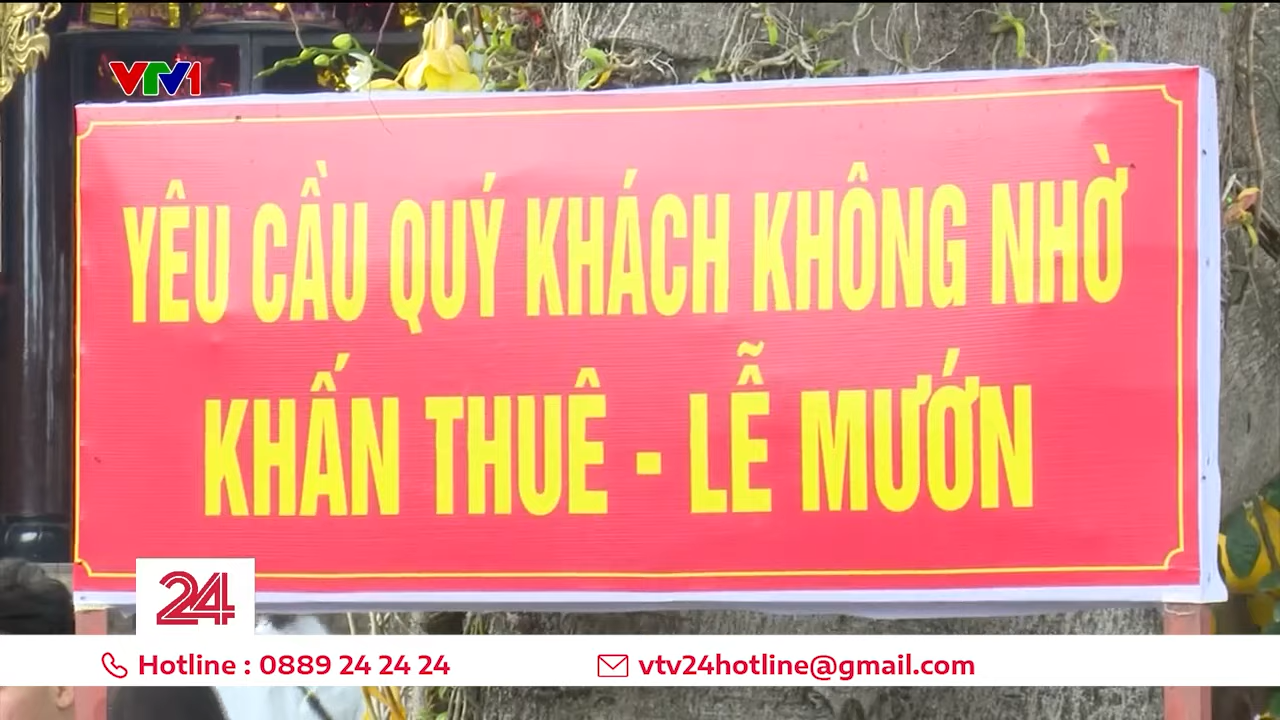 VTV1
YÊU CẦU QUÝ KHÁCH KHÔNG NHỜ
KHẤN THUÊ - LỄ MƯỚN
24
Hotline : 0889 24 24 24
vtv24hotline@gmail.com